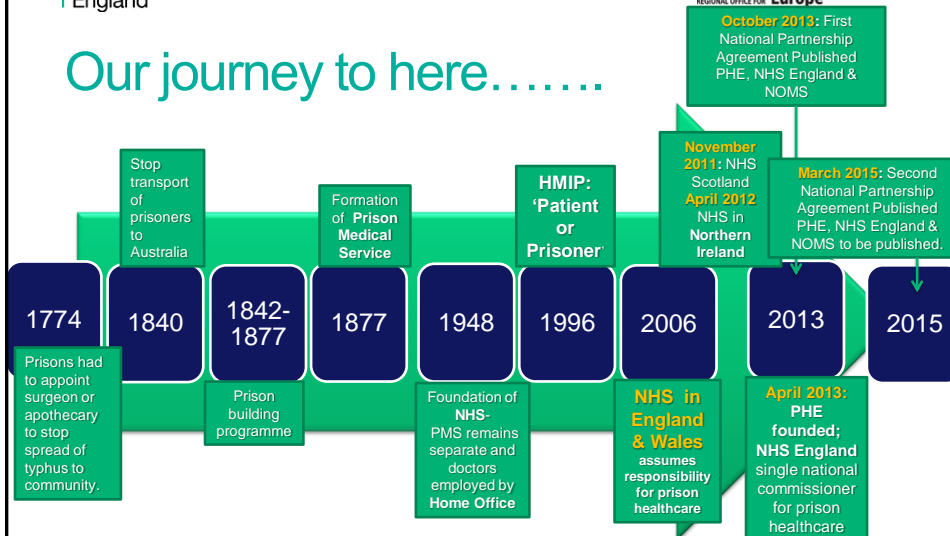 England
REGIONAL OFFICE FOR Europe
Our journey to here…….
October 2013: First
National Partnership
Agreement Published
PHE, NHS England &
NOMS
Stop
transport
of
prisoners
to
Australia
Formation
of Prison
Medical
Service
HMIP:
‘Patient
or
Prisoner’
November
2011: NHS
Scotland
April 2012
NHS in
Northern
Ireland
March 2015: Second
National Partnership
Agreement Published
PHE, NHS England &
NOMS to be published.
1774
1840
1842-
1877
1877
1948
1996
2006
2013
2015
Prisons had
to appoint
surgeon or
apothecary
to stop
spread of
typhus to
community.
Prison
building
programme
Foundation of
NHS-
PMS remains
separate and
doctors
employed by
Home Office
NHS in
England
& Wales
assumes
responsibility
for prison
healthcare
April 2013:
PHE
founded;
NHS England
single national
commissioner
for prison
healthcare